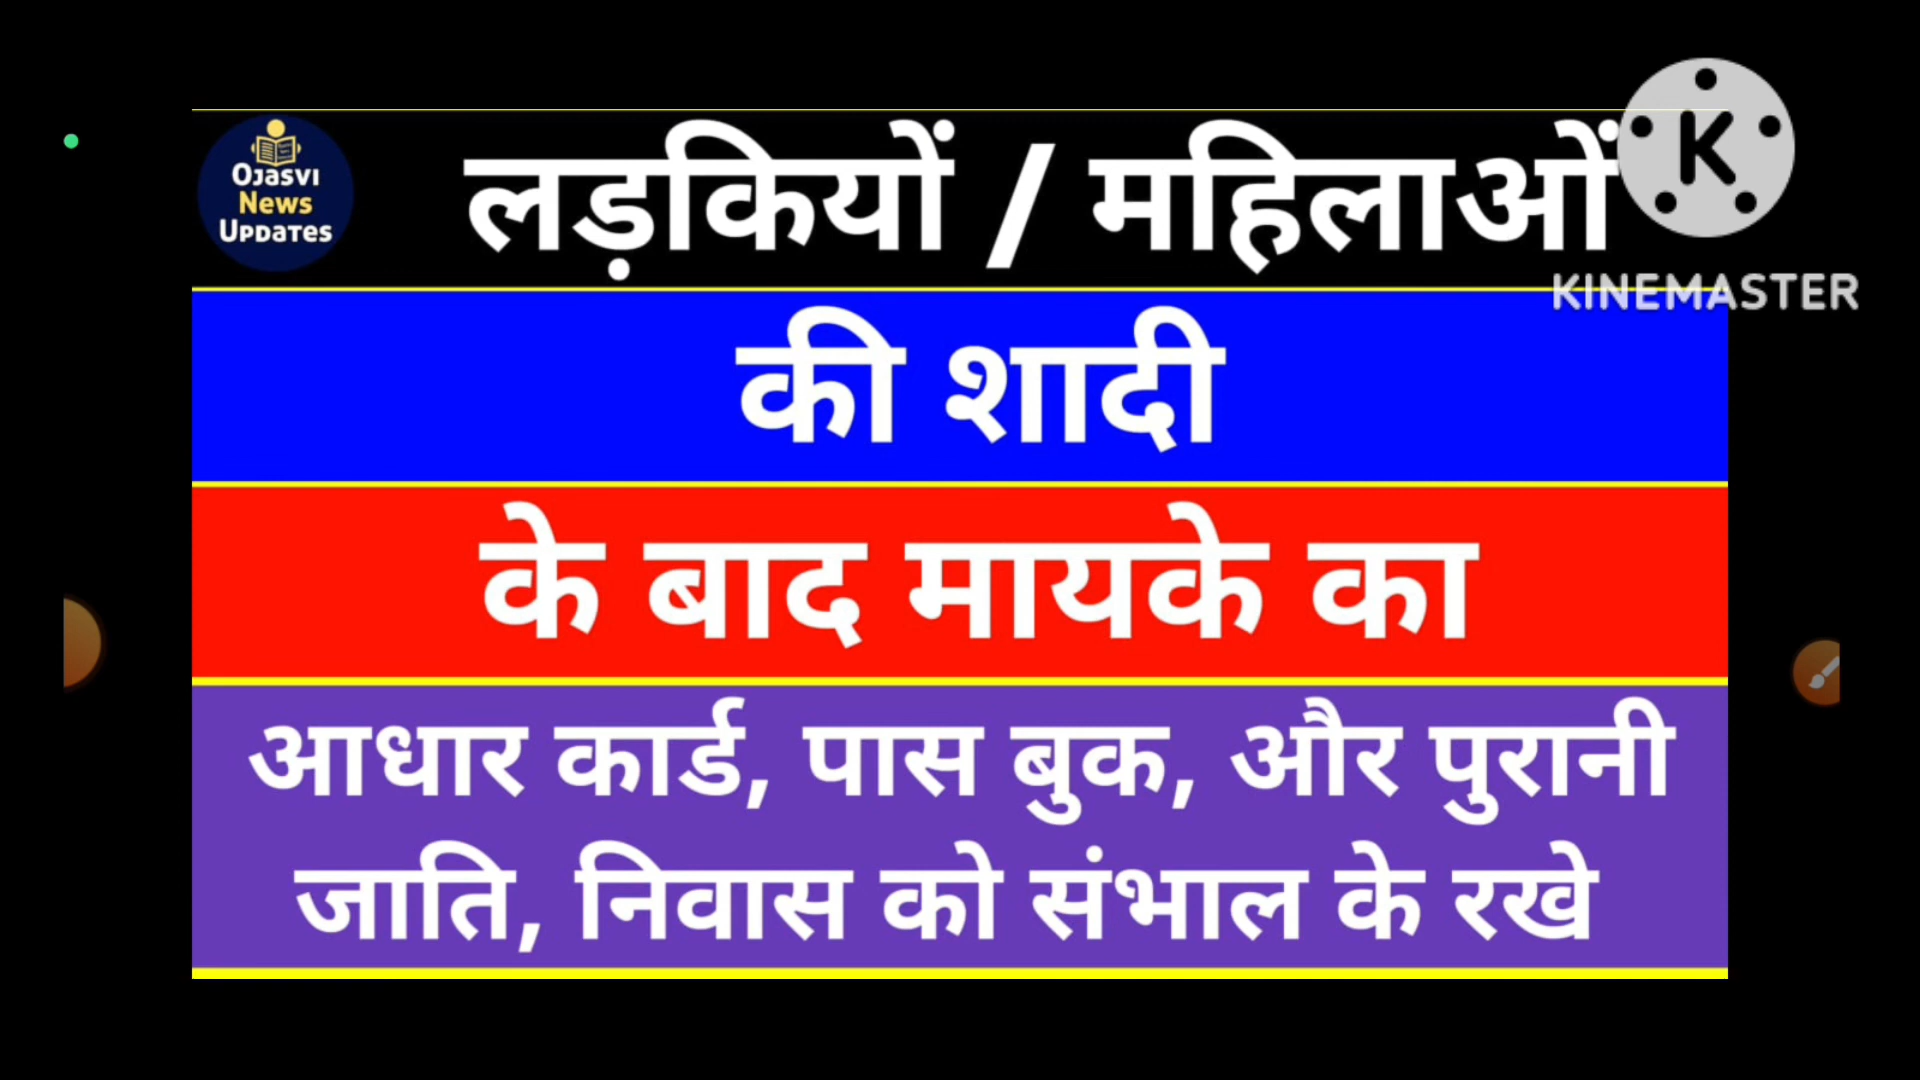 Ojasvi
News
Updates
लड़कियों / महिलाओं
K
KINEMASTER
की शादी
के बाद मायके का
आधार कार्ड, पास बुक, और पुरानी
जाति, निवास को संभाल के रखे